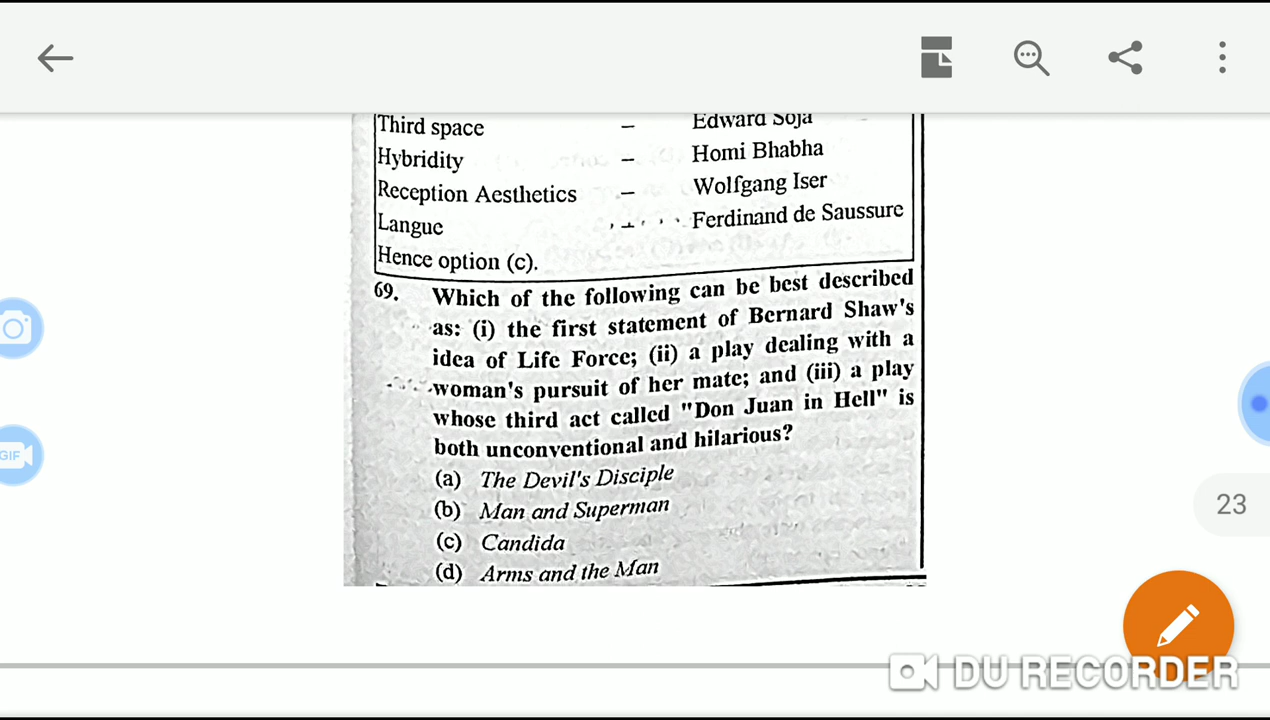 Third space – Edward Soja
Hybridity – Homi Bhabha
Reception Aesthetics – Wolfgang Iser
Langue – Ferdinand de Saussure
Hence option (c).
69. Which of the following can be best described
as: (i) the first statement of Bernard Shaw's
idea of Life Force; (ii) a play dealing with a
woman's pursuit of her mate; and (iii) a play
whose third act called "Don Juan in Hell" is
both unconventional and hilarious?
(a) The Devil's Disciple
(b) Man and Superman
(c) Candida
(d) Arms and the Man
GIF
23
DU RECORDER